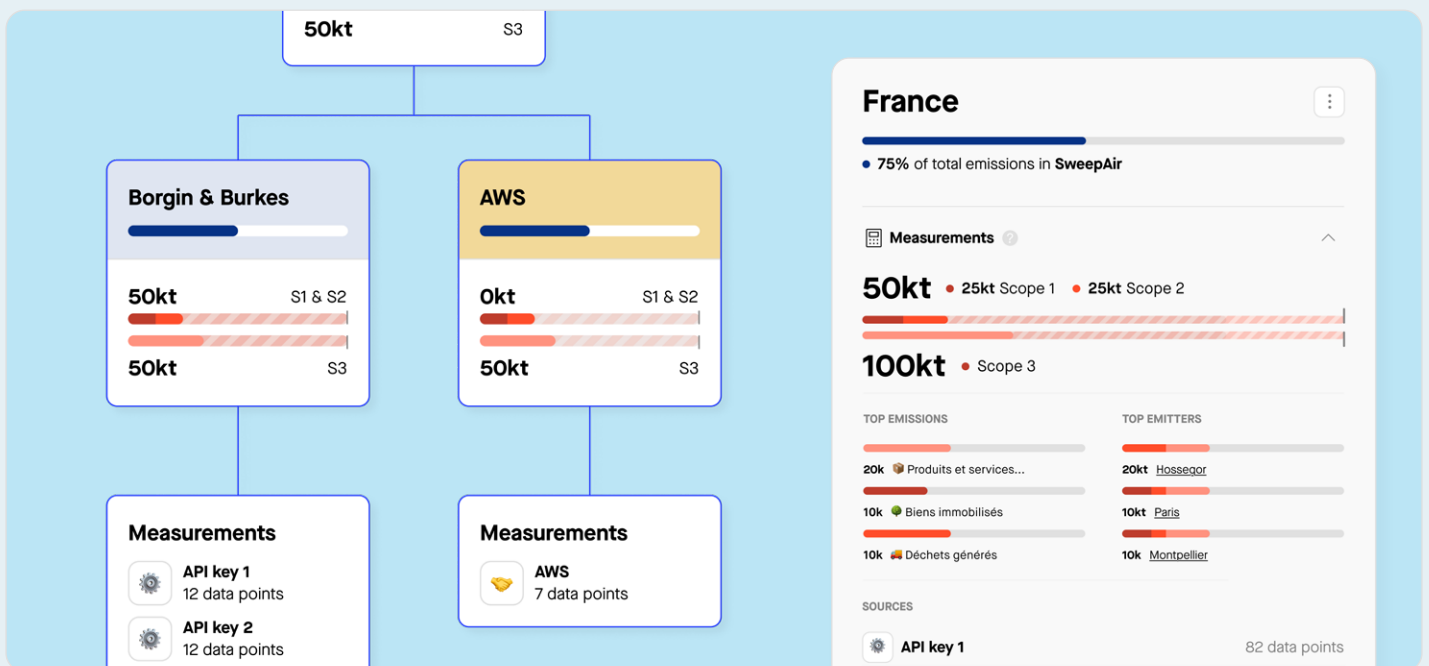 50kt S3
Borgin & Burkes
50kt S1 & S2
50kt S3
AWS
0kt S1 & S2
50kt S3
Measurements
API key 1
12 data points
API key 2
12 data points
Measurements
AWS
7 data points
France
75% of total emissions in SweepAir
Measurements ?
50kt 25kt Scope 1 25kt Scope 2
100kt Scope 3
TOP EMISSIONS
20k Produits et services...
10k Biens immobilisés
10k Déchets générés
TOP EMITTERS
20kt Hossegor
10kt Paris
10k Montpellier
SOURCES
API key 1 82 data points